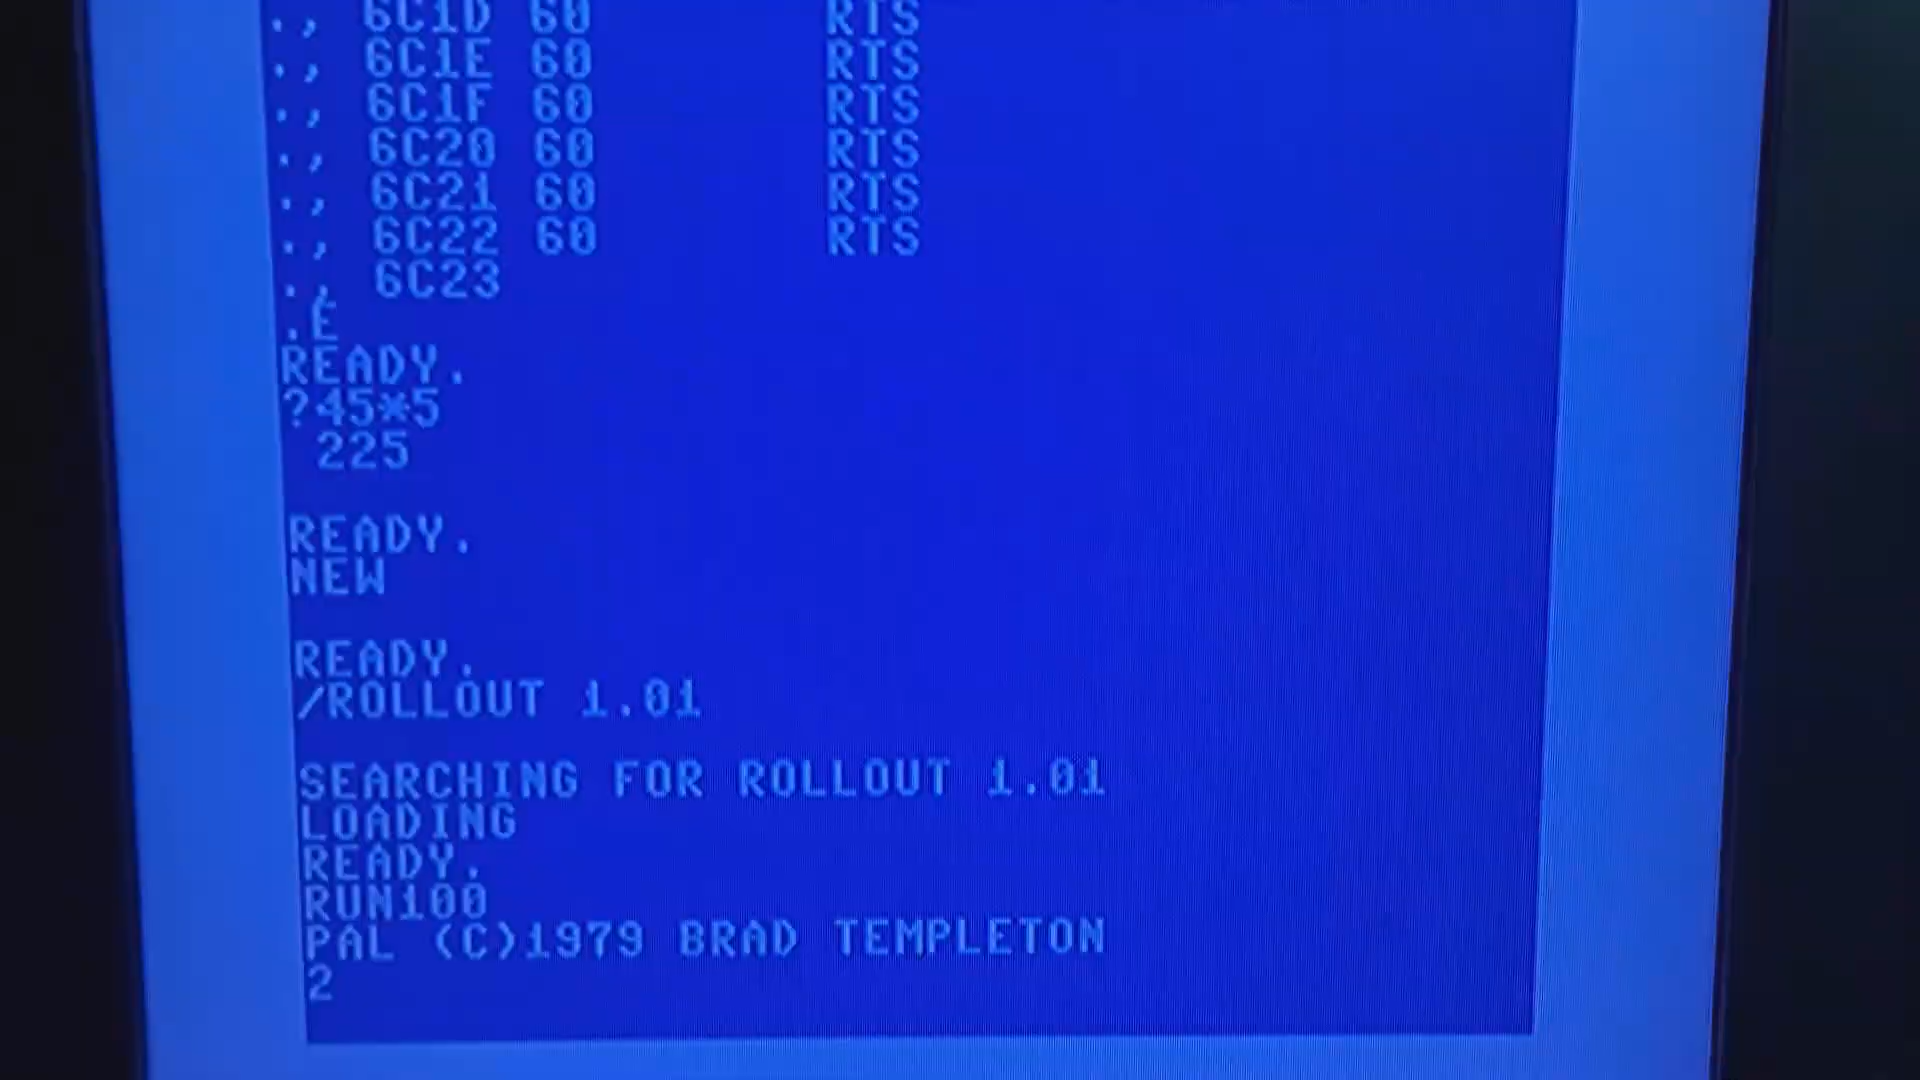 ., 6C1D 60 RTS
., 6C1E 60 RTS
., 6C1F 60 RTS
., 6C20 60 RTS
., 6C21 60 RTS
., 6C22 60 RTS
., 6C23
.E
READY.
?45*5
225
READY.
NEW
READY.
/ROLLOUT 1.01
SEARCHING FOR ROLLOUT 1.01
LOADING
READY.
RUN100
PAL (C)1979 BRAD TEMPLETON
2